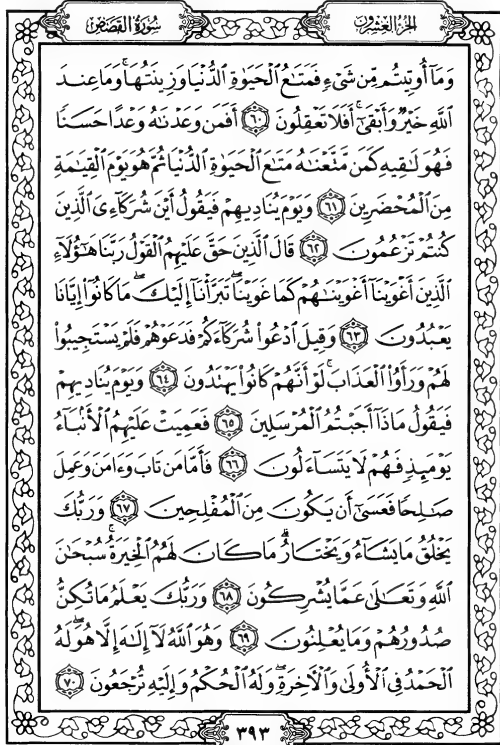 الجزء العشرون
سورة القصص
وَمَآ أُوتِيتُم مِّن شَىْءٍ فَمَتَٰعُ ٱلْحَيَوٰةِ ٱلدُّنْيَا وَزِينَتُهَا ۚ وَمَا عِندَ
ٱللَّهِ خَيْرٌ وَأَبْقَىٰٓ ۚ أَفَلَا تَعْقِلُونَ ٦٠ أَفَمَن وَعَدْنَٰهُ وَعْدًا حَسَنًا
فَهُوَ لَٰقِيهِ كَمَن مَّتَّعْنَٰهُ مَتَٰعَ ٱلْحَيَوٰةِ ٱلدُّنْيَا ثُمَّ هُوَ يَوْمَ ٱلْقِيَٰمَةِ
مِنَ ٱلْمُحْضَرِينَ ٦١ وَيَوْمَ يُنَادِيهِمْ فَيَقُولُ أَيْنَ شُرَكَآءِىَ ٱلَّذِينَ
كُنتُمْ تَزْعُمُونَ ٦٢ قَالَ ٱلَّذِينَ حَقَّ عَلَيْهِمُ ٱلْقَوْلُ رَبَّنَا هَٰٓؤُلَآءِ
ٱلَّذِينَ أَغْوَيْنَآ أَغْوَيْنَٰهُمْ كَمَا غَوَيْنَا ۖ تَبَرَّأْنَآ إِلَيْكَ ۖ مَا كَانُوٓا۟ إِيَّانَا
يَعْبُدُونَ ٦٣ وَقِيلَ ٱدْعُوا۟ شُرَكَآءَكُمْ فَدَعَوْهُمْ فَلَمْ يَسْتَجِيبُوا۟
لَهُمْ وَرَأَوُا۟ ٱلْعَذَابَ ۚ لَوْ أَنَّهُمْ كَانُوا۟ يَهْتَدُونَ ٦٤ وَيَوْمَ يُنَادِيهِمْ
فَيَقُولُ مَاذَآ أَجَبْتُمُ ٱلْمُرْسَلِينَ ٦٥ فَعَمِيَتْ عَلَيْهِمُ ٱلْأَنۢبَآءُ
يَوْمَئِذٍ فَهُمْ لَا يَتَسَآءَلُونَ ٦٦ فَأَمَّا مَن تَابَ وَءَامَنَ وَعَمِلَ
صَٰلِحًا فَعَسَىٰٓ أَن يَكُونَ مِنَ ٱلْمُفْلِحِينَ ٦٧ وَرَبُّكَ
يَخْلُقُ مَا يَشَآءُ وَيَخْتَارُ ۗ مَا كَانَ لَهُمُ ٱلْخِيَرَةُ ۚ سُبْحَٰنَ
ٱللَّهِ وَتَعَٰلَىٰ عَمَّا يُشْرِكُونَ ٦٨ وَرَبُّكَ يَعْلَمُ مَا تُكِنُّ
صُدُورُهُمْ وَمَا يُعْلِنُونَ ٦٩ وَهُوَ ٱللَّهُ لَآ إِلَٰهَ إِلَّا هُوَ ۖ لَهُ
ٱلْحَمْدُ فِى ٱلْأُولَىٰ وَٱلْءَاخِرَةِ ۖ وَلَهُ ٱلْحُكْمُ وَإِلَيْهِ تُرْجَعُونَ ٧٠
٣٩٣